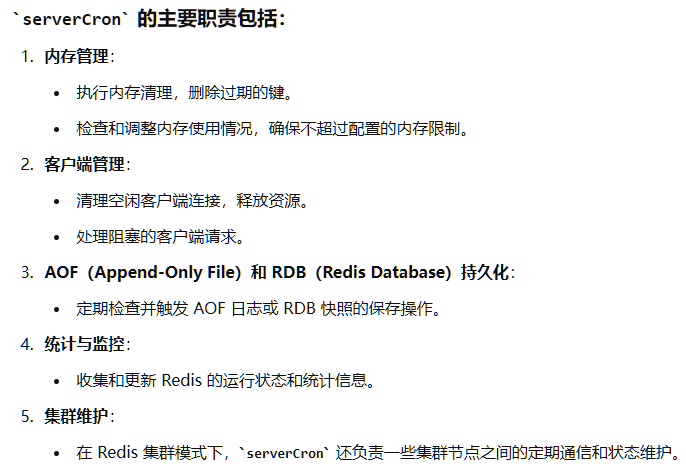 `serverCron` 的主要职责包括：
1. 内存管理：
• 执行内存清理，删除过期的键。
• 检查和调整内存使用情况，确保不超过配置的内存限制。
2. 客户端管理：
• 清理空闲客户端连接，释放资源。
• 处理阻塞的客户端请求。
3. AOF（Append-Only File）和 RDB（Redis Database）持久化：
• 定期检查并触发 AOF 日志或 RDB 快照的保存操作。
4. 统计与监控：
• 收集和更新 Redis 的运行状态和统计信息。
5. 集群维护：
• 在 Redis 集群模式下，`serverCron` 还负责一些集群节点之间的定期通信和状态维护。